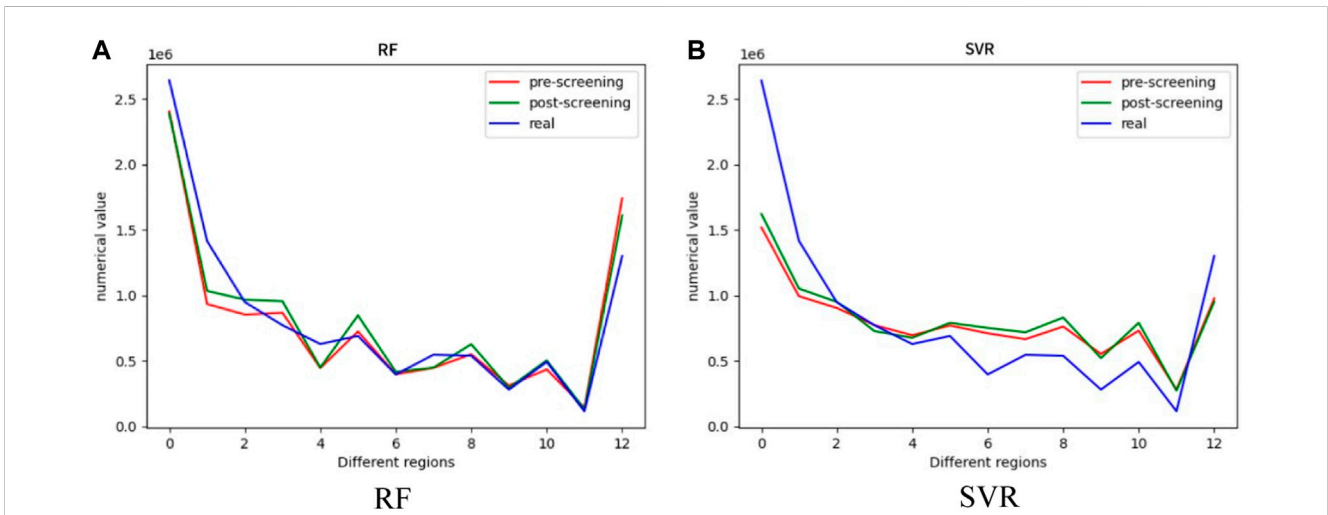 A
RF
1e6
numerical value
2.5
2.0
1.5
1.0
0.5
0.0
pre-screening
post-screening
real
0 2 4 6 8 10 12
Different regions
RF
B
SVR
1e6
numerical value
2.5
2.0
1.5
1.0
0.5
0.0
pre-screening
post-screening
real
0 2 4 6 8 10 12
Different regions
SVR